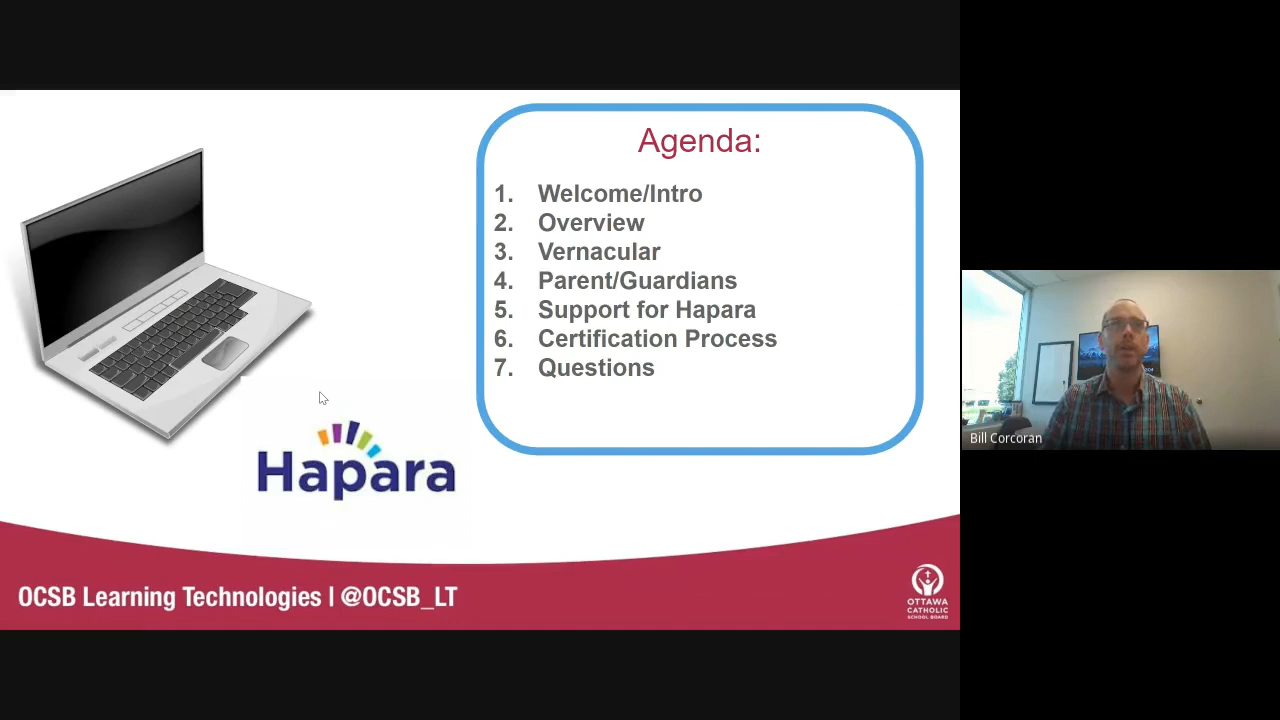 Agenda:
1. Welcome/Intro
2. Overview
3. Vernacular
4. Parent/Guardians
5. Support for Hapara
6. Certification Process
7. Questions
Hapara
OCSB Learning Technologies | @OCSB_LT
OTTAWA
CATHOLIC
SCHOOL BOARD
Bill Corcoran